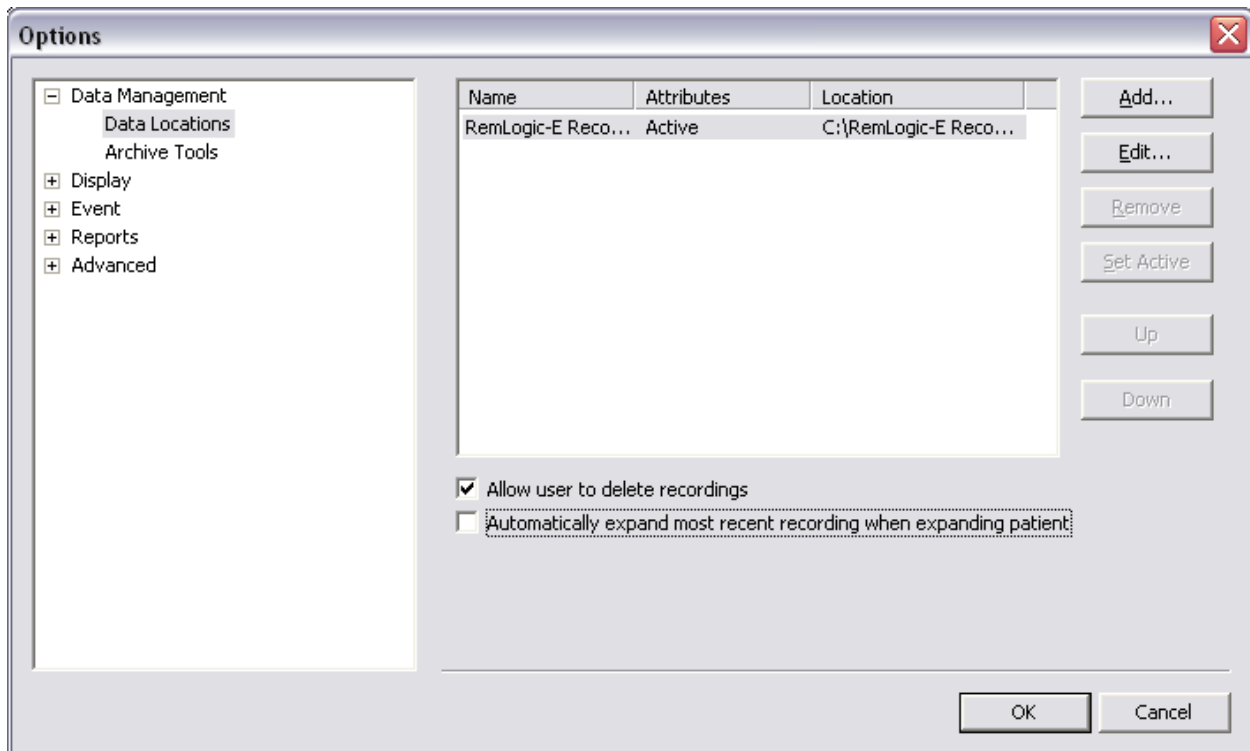 Options
Data Management
Data Locations
Archive Tools
Display
Event
Reports
Advanced
Name Attributes Location
RemLogic-E Reco... Active C:\RemLogic-E Reco...
Add...
Edit...
Remove
Set Active
Up
Down
Allow user to delete recordings
Automatically expand most recent recording when expanding patient
OK Cancel